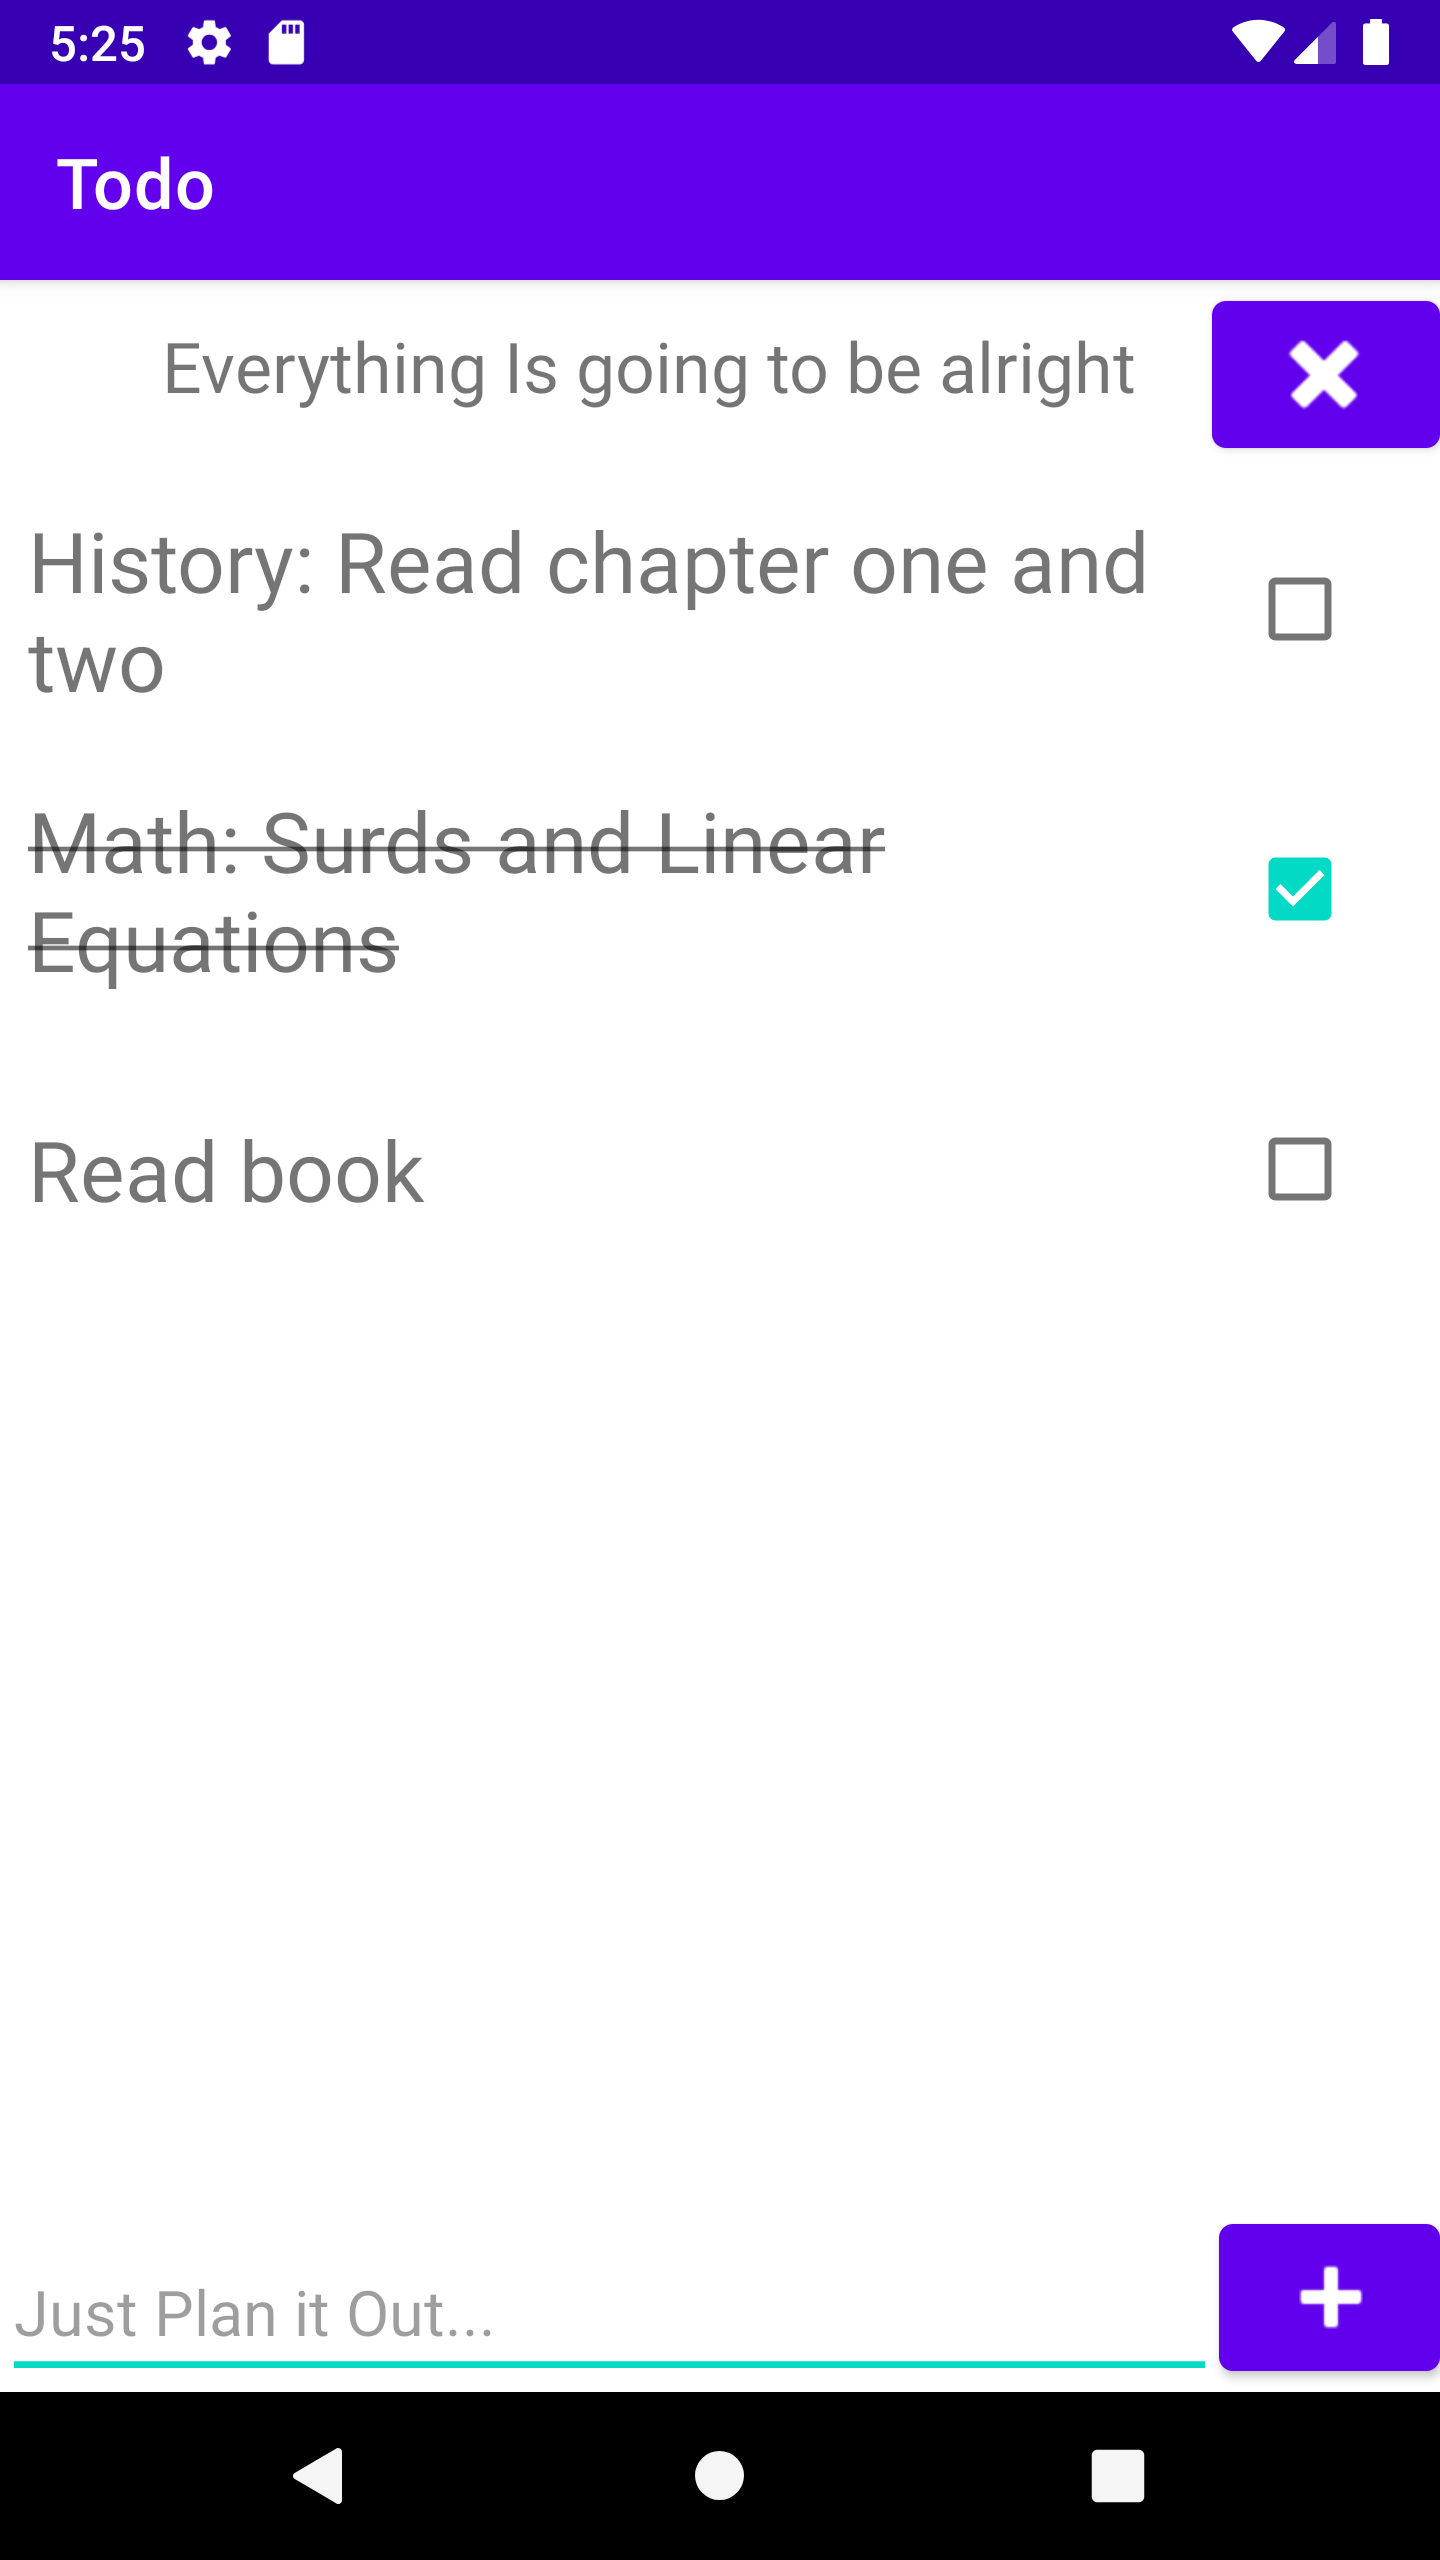 5:25
Todo
Everything Is going to be alright
History: Read chapter one and
two
Math: Surds and Linear
Equations
Read book
Just Plan it Out...